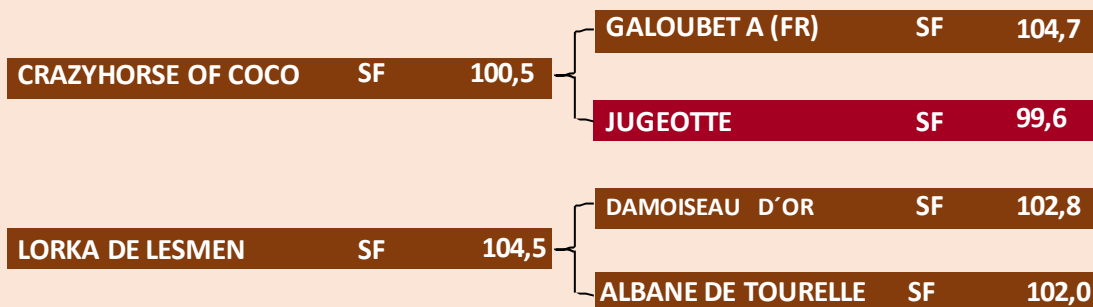 GALOUBET A (FR) SF 104,7
CRAZYHORSE OF COCO SF 100,5
JUGEOTTE SF 99,6
DAMOISEAU D´OR SF 102,8
LORKA DE LESMEN SF 104,5
ALBANE DE TOURELLE SF 102,0